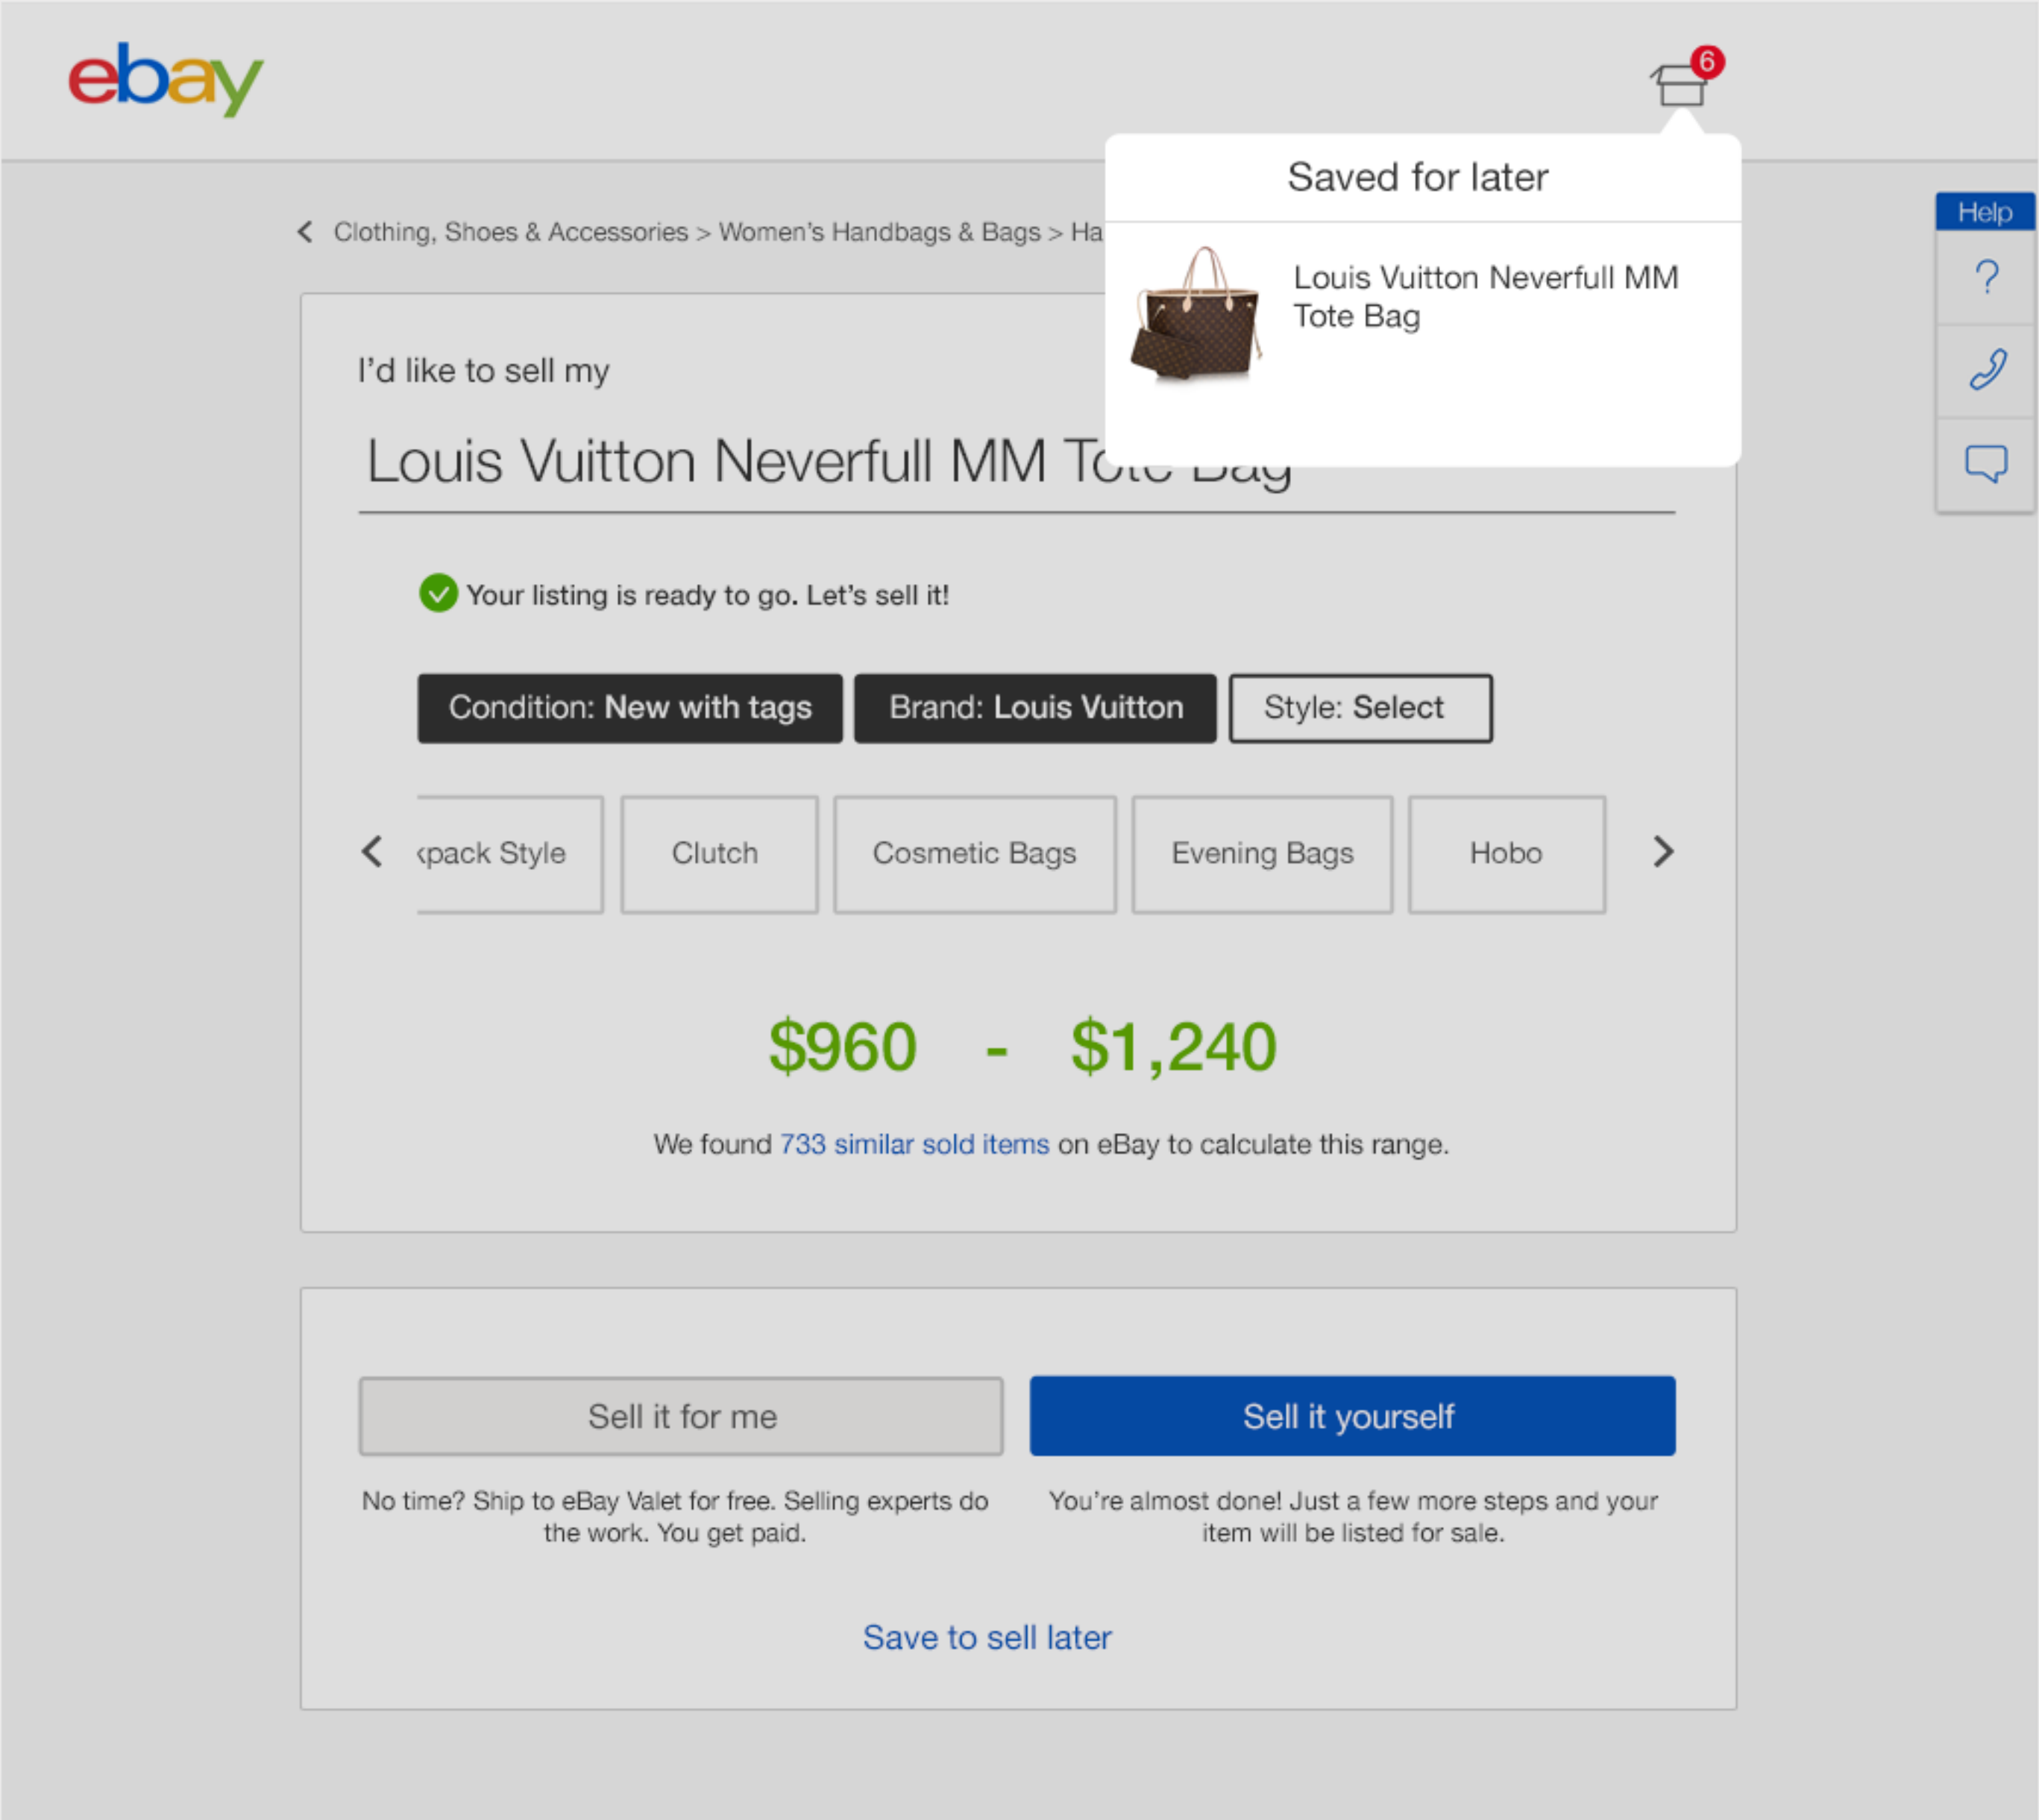 ebay
6
Saved for later
Louis Vuitton Neverfull MM
Tote Bag
Help
?
Clothing, Shoes & Accessories > Women's Handbags & Bags > Ha
I'd like to sell my
Louis Vuitton Neverfull MM Tote Bag
Your listing is ready to go. Let's sell it!
Condition: New with tags
Brand: Louis Vuitton
Style: Select
kpack Style
Clutch
Cosmetic Bags
Evening Bags
Hobo
$960 - $1,240
We found 733 similar sold items on eBay to calculate this range.
Sell it for me
No time? Ship to eBay Valet for free. Selling experts do
the work. You get paid.
Sell it yourself
You're almost done! Just a few more steps and your
item will be listed for sale.
Save to sell later